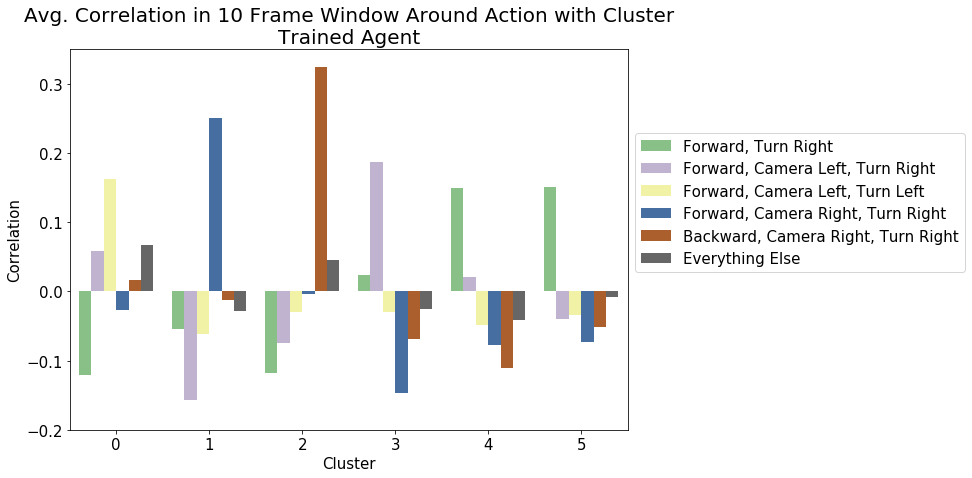 Avg. Correlation in 10 Frame Window Around Action with Cluster
Trained Agent
0.3
0.2
0.1
0.0
−0.1
−0.2
Correlation
0 1 2 3 4 5
Cluster
Forward, Turn Right
Forward, Camera Left, Turn Right
Forward, Camera Left, Turn Left
Forward, Camera Right, Turn Right
Backward, Camera Right, Turn Right
Everything Else